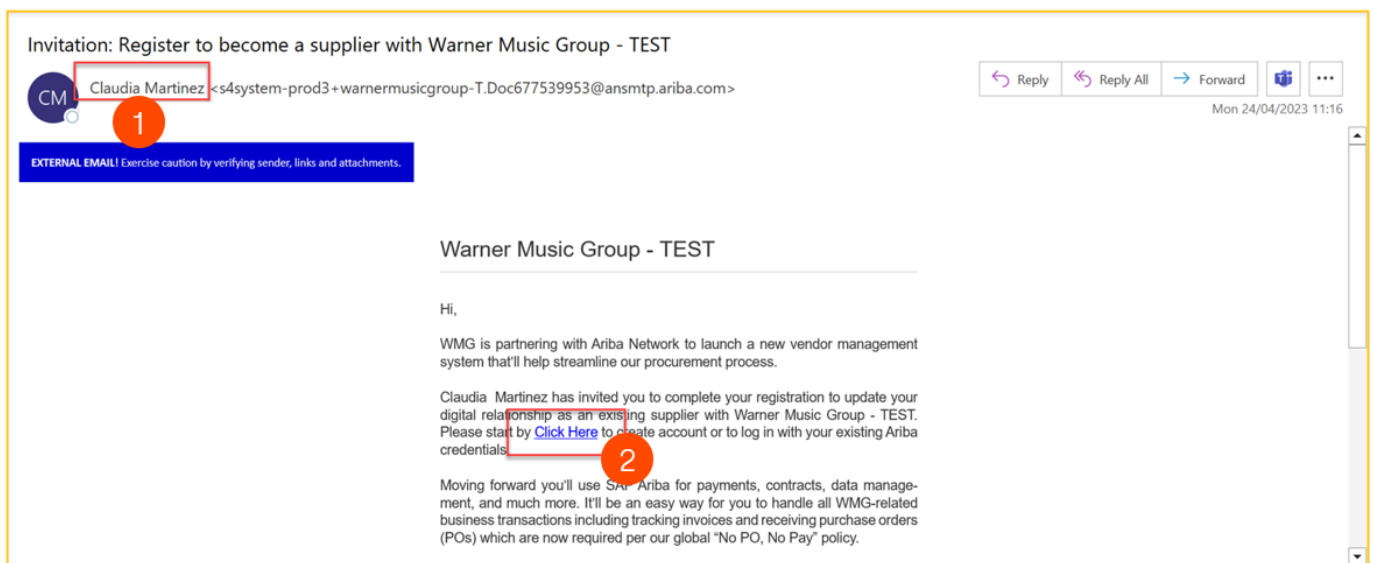 Invitation: Register to become a supplier with Warner Music Group - TEST
CM
Claudia Martinez <s4system-prod3+warnermusicgroup-T.Doc677539953@ansmtp.ariba.com>
1
Reply
Reply All
Forward
Mon 24/04/2023 11:16
EXTERNAL EMAIL! Exercise caution by verifying sender, links and attachments.
Warner Music Group - TEST
Hi,
WMG is partnering with Ariba Network to launch a new vendor management
system that'll help streamline our procurement process.
Claudia Martinez has invited you to complete your registration to update your
digital relationship as an existing supplier with Warner Music Group - TEST.
Please start by Click Here to create account or to log in with your existing Ariba
credentials
2
Moving forward you'll use SAP Ariba for payments, contracts, data manage-
ment, and much more. It'll be an easy way for you to handle all WMG-related
business transactions including tracking invoices and receiving purchase orders
(POs) which are now required per our global “No PO, No Pay” policy.